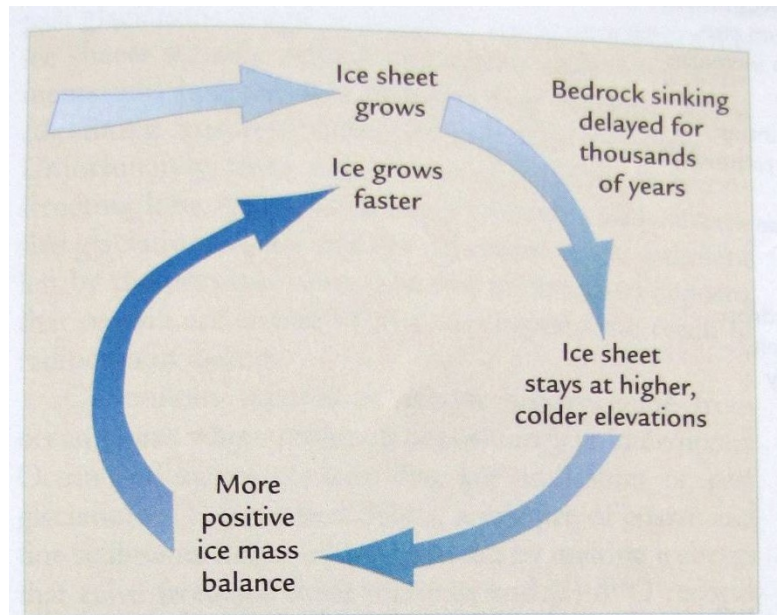 Ice sheet
grows
Bedrock sinking
delayed for
thousands
of years
Ice grows
faster
Ice sheet
stays at higher,
colder elevations
More
positive
ice mass
balance